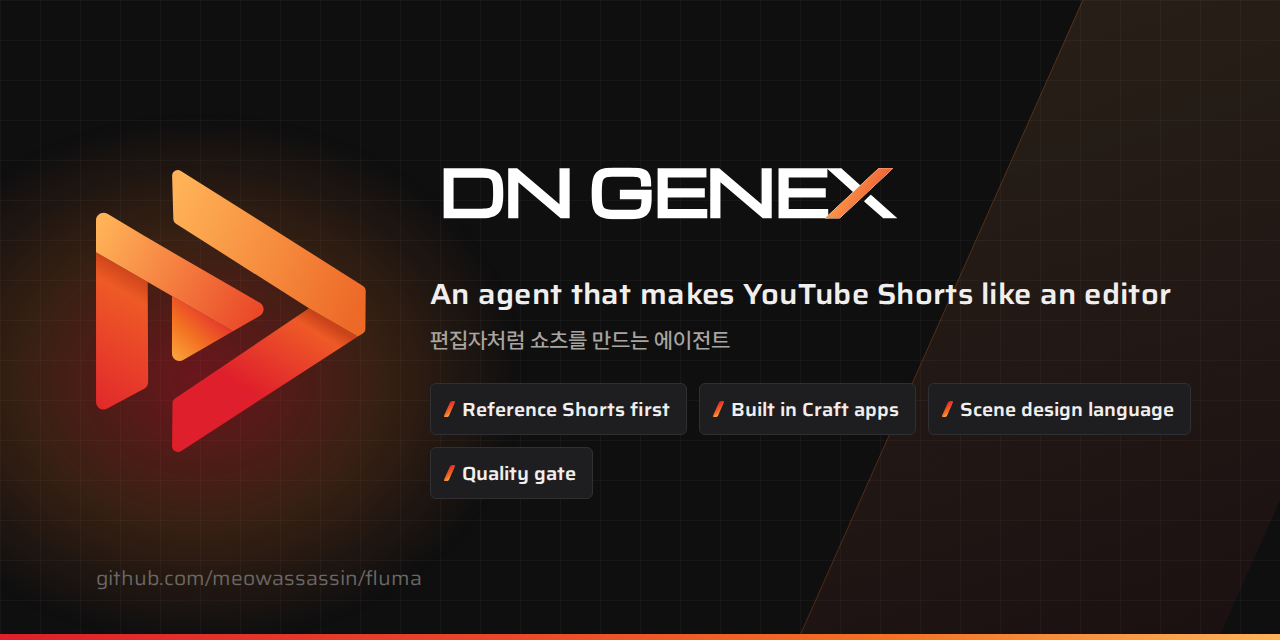 DN GENEX
An agent that makes YouTube Shorts like an editor
편집자처럼 쇼츠를 만드는 에이전트
Reference Shorts first
Built in Craft apps
Scene design language
Quality gate
github.com/meowassassin/fluma